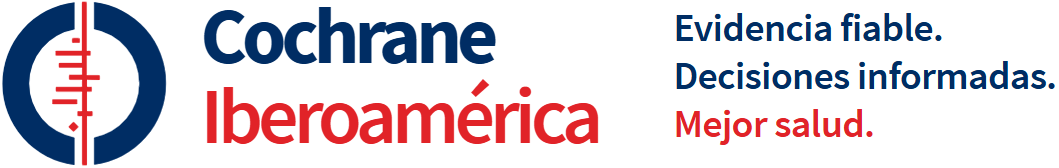 Cochrane
Iberoamérica
Evidencia fiable.
Decisiones informadas.
Mejor salud.